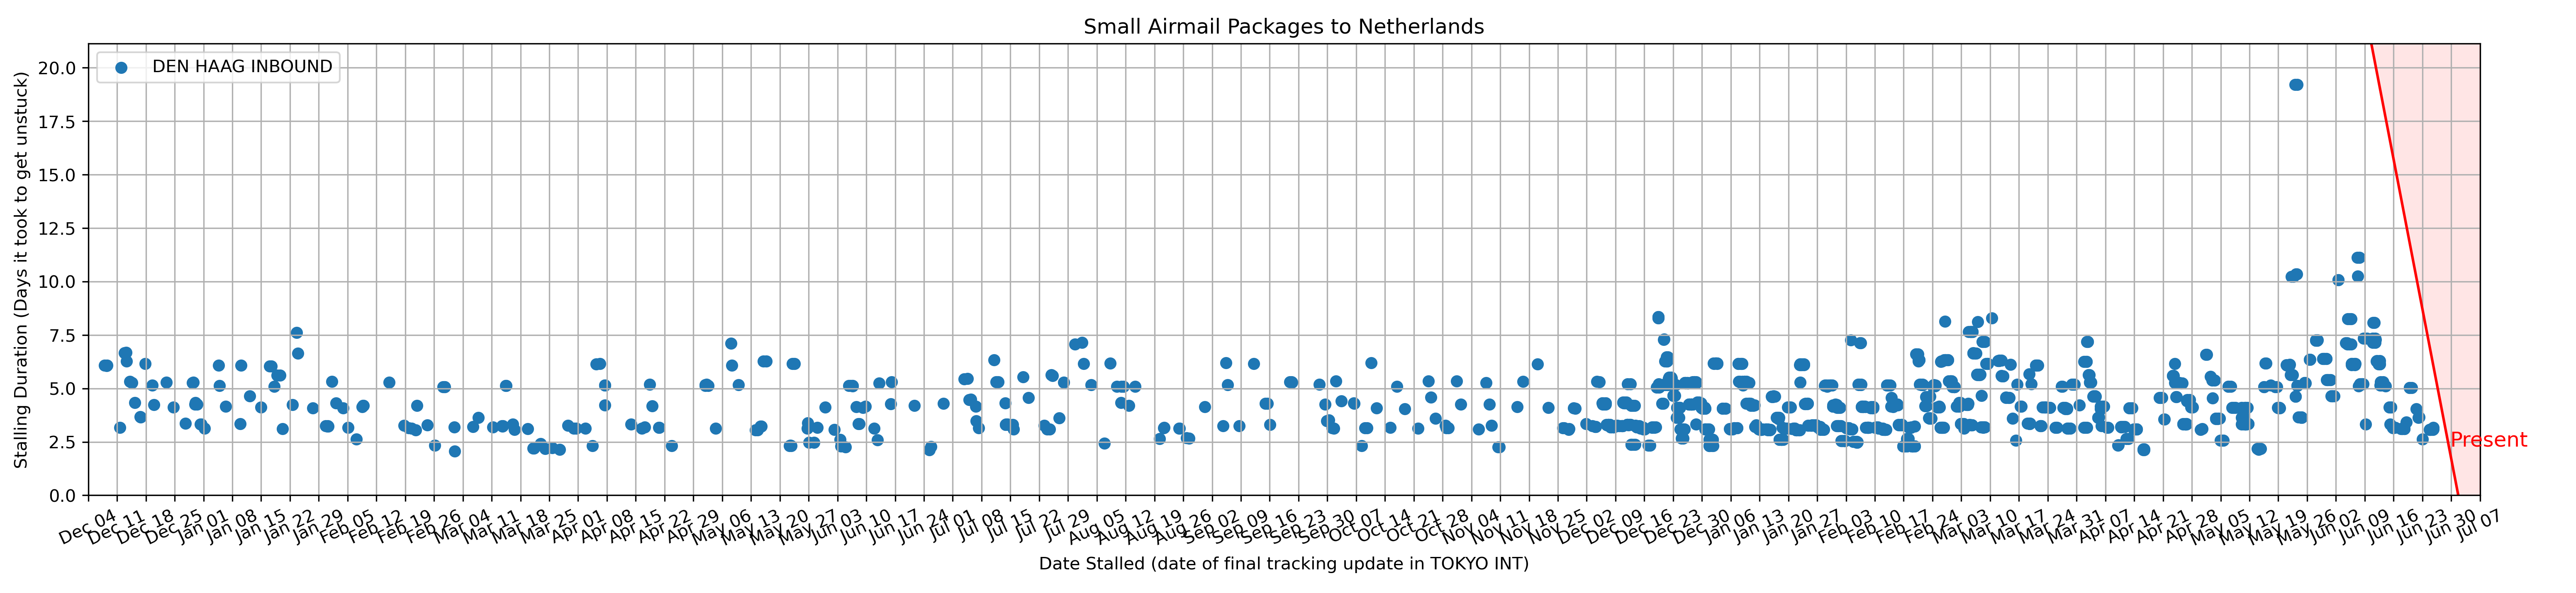 Small Airmail Packages to Netherlands
DEN HAAG INBOUND
Stalling Duration (Days it took to get unstuck)
20.0
17.5
15.0
12.5
10.0
7.5
5.0
2.5
0.0
Present
Dec 04
Dec 11
Dec 18
Dec 25
Jan 01
Jan 08
Jan 15
Jan 22
Jan 29
Feb 05
Feb 12
Feb 19
Feb 26
Mar 04
Mar 11
Mar 18
Mar 25
Apr 01
Apr 08
Apr 15
Apr 22
Apr 29
May 06
May 13
May 20
May 27
Jun 03
Jun 10
Jun 17
Jun 24
Jul 01
Jul 08
Jul 15
Jul 22
Jul 29
Aug 05
Aug 12
Aug 19
Aug 26
Sep 02
Sep 09
Sep 16
Sep 23
Sep 30
Oct 07
Oct 14
Oct 21
Oct 28
Nov 04
Nov 11
Nov 18
Nov 25
Dec 02
Dec 09
Dec 16
Dec 23
Dec 30
Jan 06
Jan 13
Jan 20
Jan 27
Feb 03
Feb 10
Feb 17
Feb 24
Mar 03
Mar 10
Mar 17
Mar 24
Mar 31
Apr 07
Apr 14
Apr 21
Apr 28
May 05
May 12
May 19
May 26
Jun 02
Jun 09
Jun 16
Jun 23
Jun 30
Jul 07
Date Stalled (date of final tracking update in TOKYO INT)